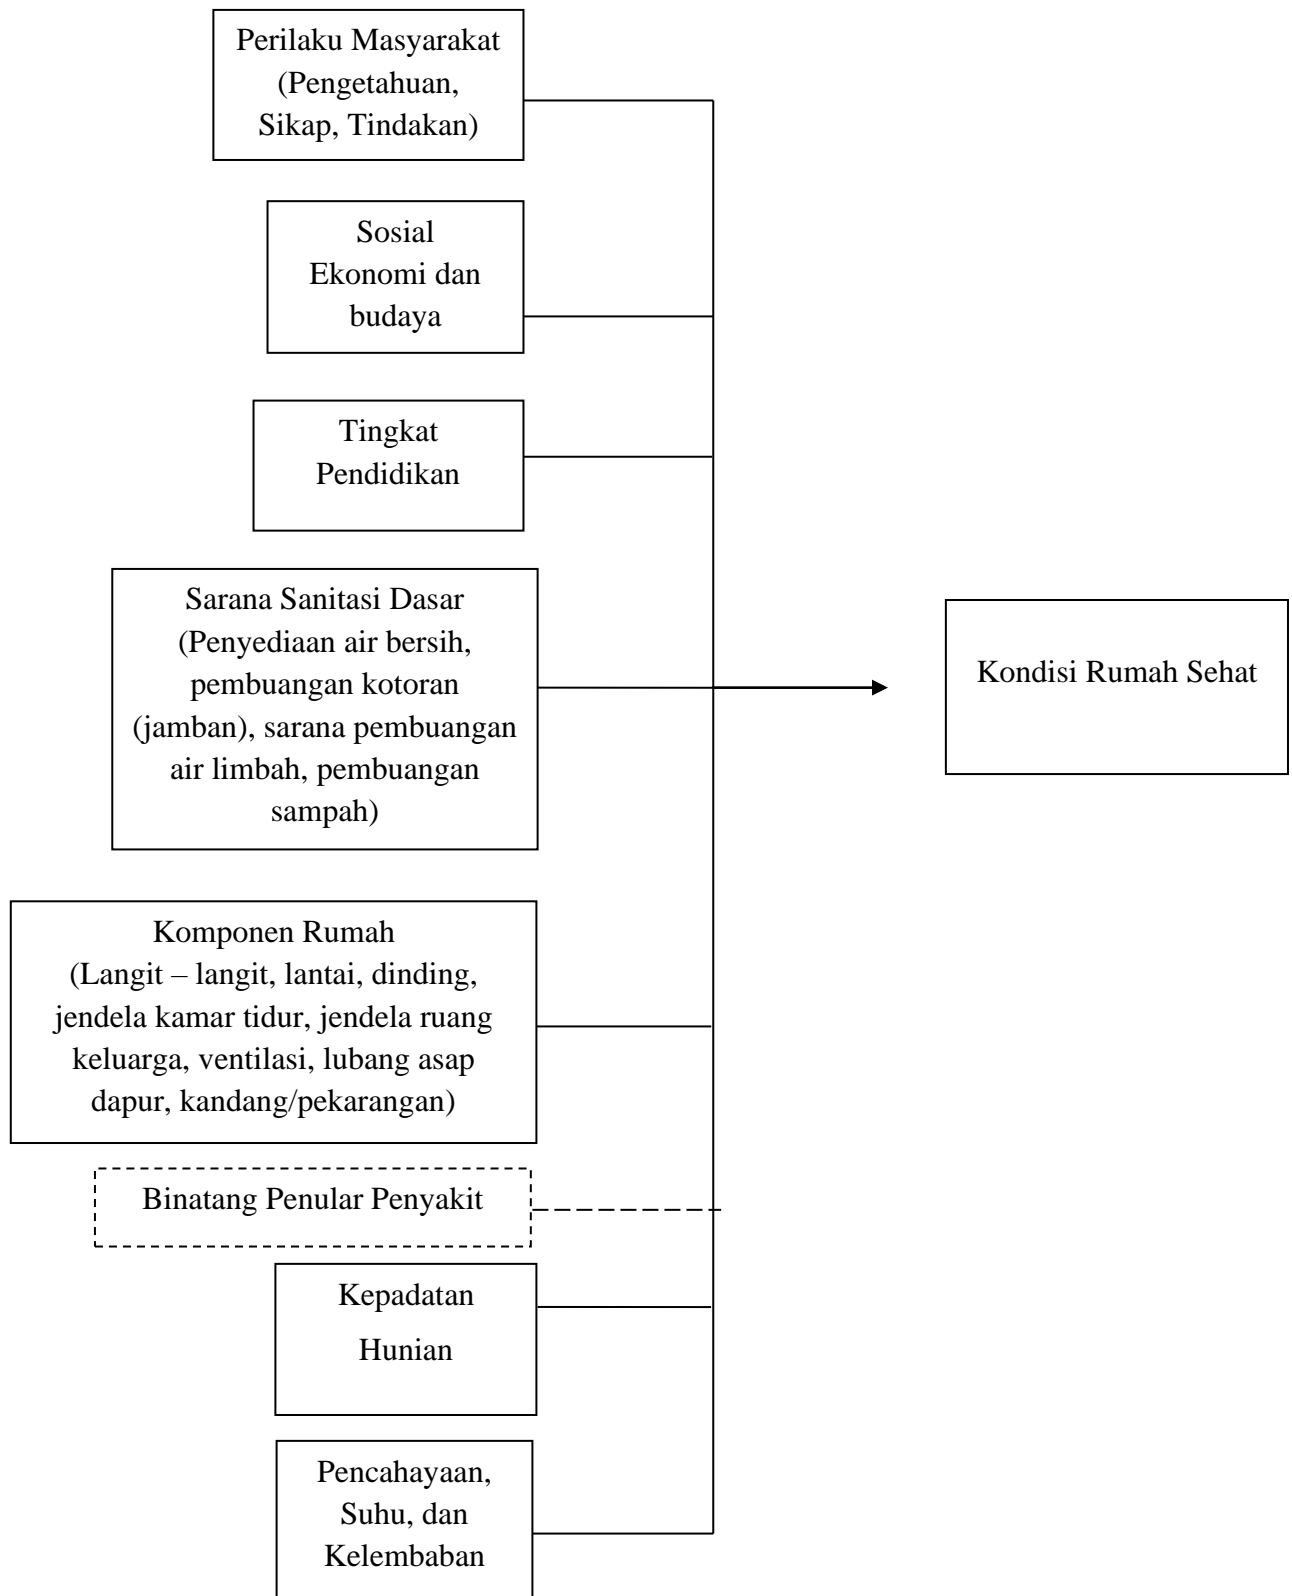 Perilaku Masyarakat
(Pengetahuan,
Sikap, Tindakan)
Sosial
Ekonomi dan
budaya
Tingkat
Pendidikan
Sarana Sanitasi Dasar
(Penyediaan air bersih,
pembuangan kotoran
(jamban), sarana pembuangan
air limbah, pembuangan
sampah)
Kondisi Rumah Sehat
Komponen Rumah
(Langit – langit, lantai, dinding,
jendela kamar tidur, jendela ruang
keluarga, ventilasi, lubang asap
dapur, kandang/pekarangan)
Binatang Penular Penyakit
Kepadatan
Hunian
Pencahayaan,
Suhu, dan
Kelembaban